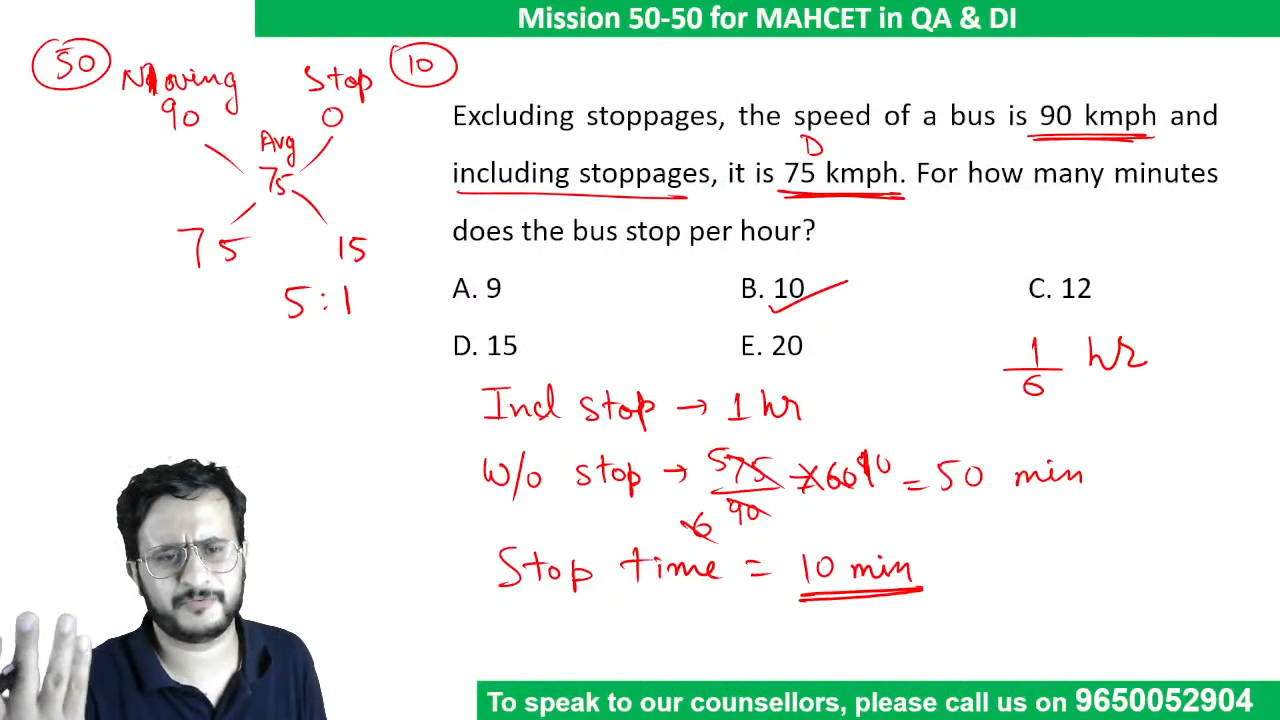 Mission 50-50 for MAHCET in QA & DI
50
Moving
Stop
10
90
0
Avg
75
75
15
5:1
Excluding stoppages, the speed of a bus is 90 kmph and
D
including stoppages, it is 75 kmph. For how many minutes
does the bus stop per hour?
A. 9
B. 10
C. 12
D. 15
E. 20
1/6 hr
Incl stop → 1 hr
W/o stop → 5 75/90 6 × 60 10 = 50 min
Stop time = 10 min
To speak to our counsellors, please call us on 9650052904